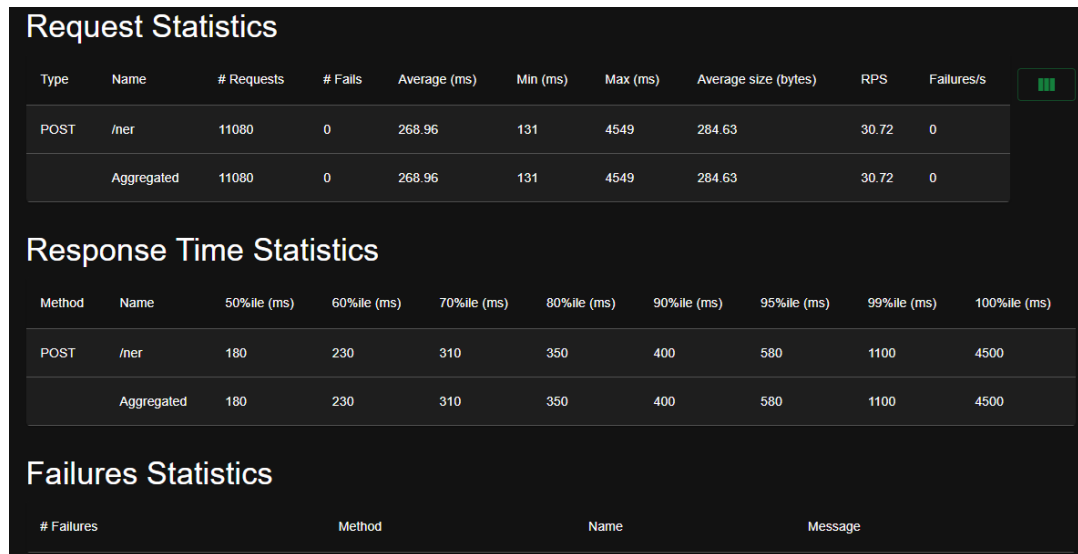 Request Statistics
Type Name # Requests # Fails Average (ms) Min (ms) Max (ms) Average size (bytes) RPS Failures/s
POST /ner 11080 0 268.96 131 4549 284.63 30.72 0
Aggregated 11080 0 268.96 131 4549 284.63 30.72 0
Response Time Statistics
Method Name 50%ile (ms) 60%ile (ms) 70%ile (ms) 80%ile (ms) 90%ile (ms) 95%ile (ms) 99%ile (ms) 100%ile (ms)
POST /ner 180 230 310 350 400 580 1100 4500
Aggregated 180 230 310 350 400 580 1100 4500
Failures Statistics
# Failures Method Name Message